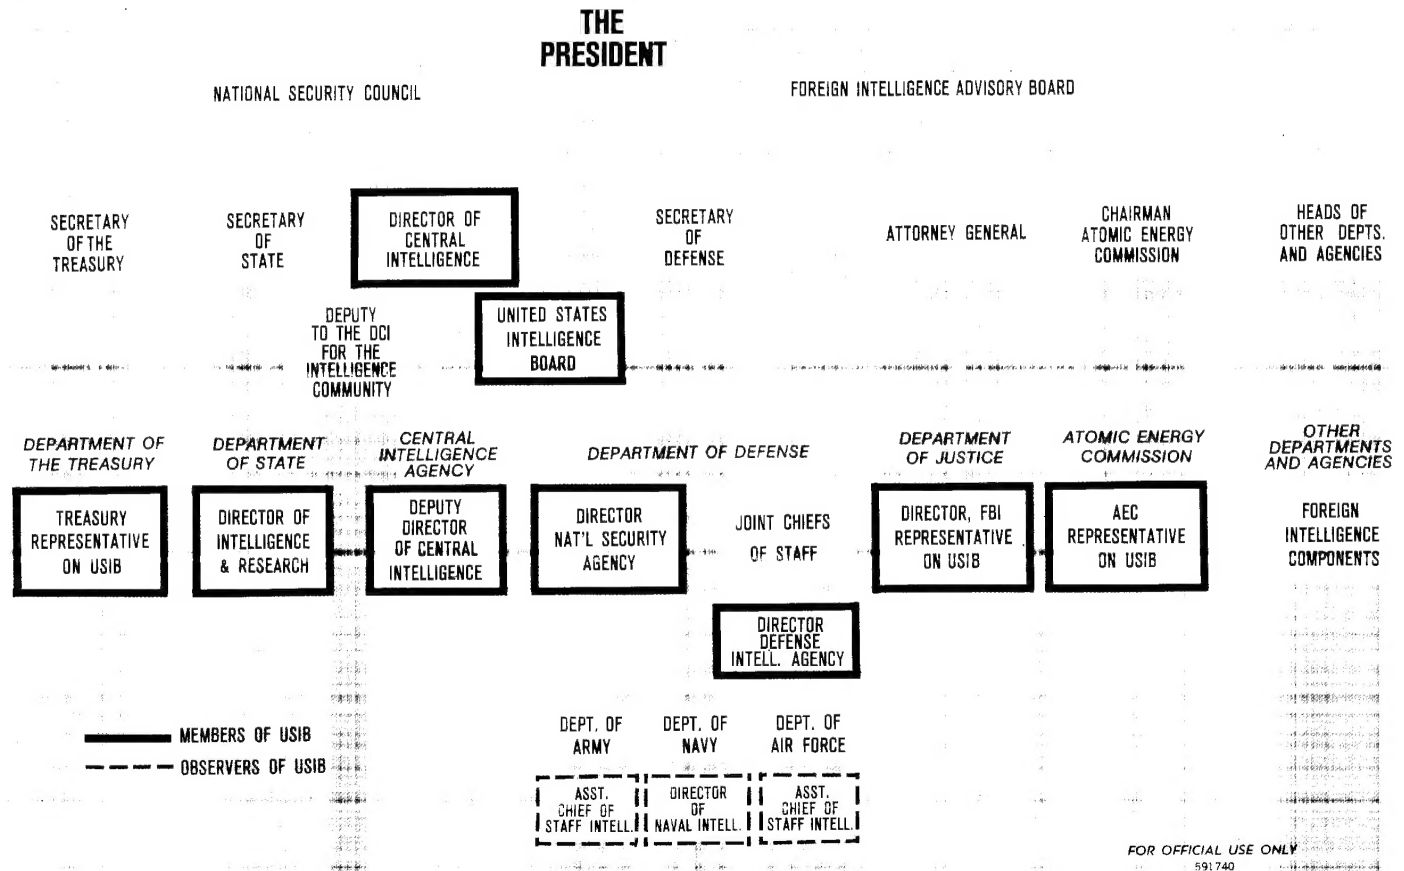 THE
PRESIDENT
NATIONAL SECURITY COUNCIL
FOREIGN INTELLIGENCE ADVISORY BOARD
SECRETARY
OF THE
TREASURY
SECRETARY
OF
STATE
DIRECTOR OF
CENTRAL
INTELLIGENCE
SECRETARY
OF
DEFENSE
ATTORNEY GENERAL
CHAIRMAN
ATOMIC ENERGY
COMMISSION
HEADS OF
OTHER DEPTS.
AND AGENCIES
DEPUTY
TO THE DCI
FOR THE
INTELLIGENCE
COMMUNITY
UNITED STATES
INTELLIGENCE
BOARD
DEPARTMENT OF
THE TREASURY
DEPARTMENT
OF STATE
CENTRAL
INTELLIGENCE
AGENCY
DEPARTMENT OF DEFENSE
DEPARTMENT
OF JUSTICE
ATOMIC ENERGY
COMMISSION
OTHER
DEPARTMENTS
AND AGENCIES
TREASURY
REPRESENTATIVE
ON USIB
DIRECTOR OF
INTELLIGENCE
& RESEARCH
DEPUTY
DIRECTOR
OF CENTRAL
INTELLIGENCE
DIRECTOR
NAT'L SECURITY
AGENCY
JOINT CHIEFS
OF STAFF
DIRECTOR, FBI
REPRESENTATIVE
ON USIB
AEC
REPRESENTATIVE
ON USIB
FOREIGN
INTELLIGENCE
COMPONENTS
DIRECTOR
DEFENSE
INTELL. AGENCY
MEMBERS OF USIB
OBSERVERS OF USIB
DEPT. OF
ARMY
DEPT. OF
NAVY
DEPT. OF
AIR FORCE
ASST.
CHIEF OF
STAFF INTELL.
DIRECTOR
OF
NAVAL INTELL.
ASST.
CHIEF OF
STAFF INTELL.
FOR OFFICIAL USE ONLY
591740